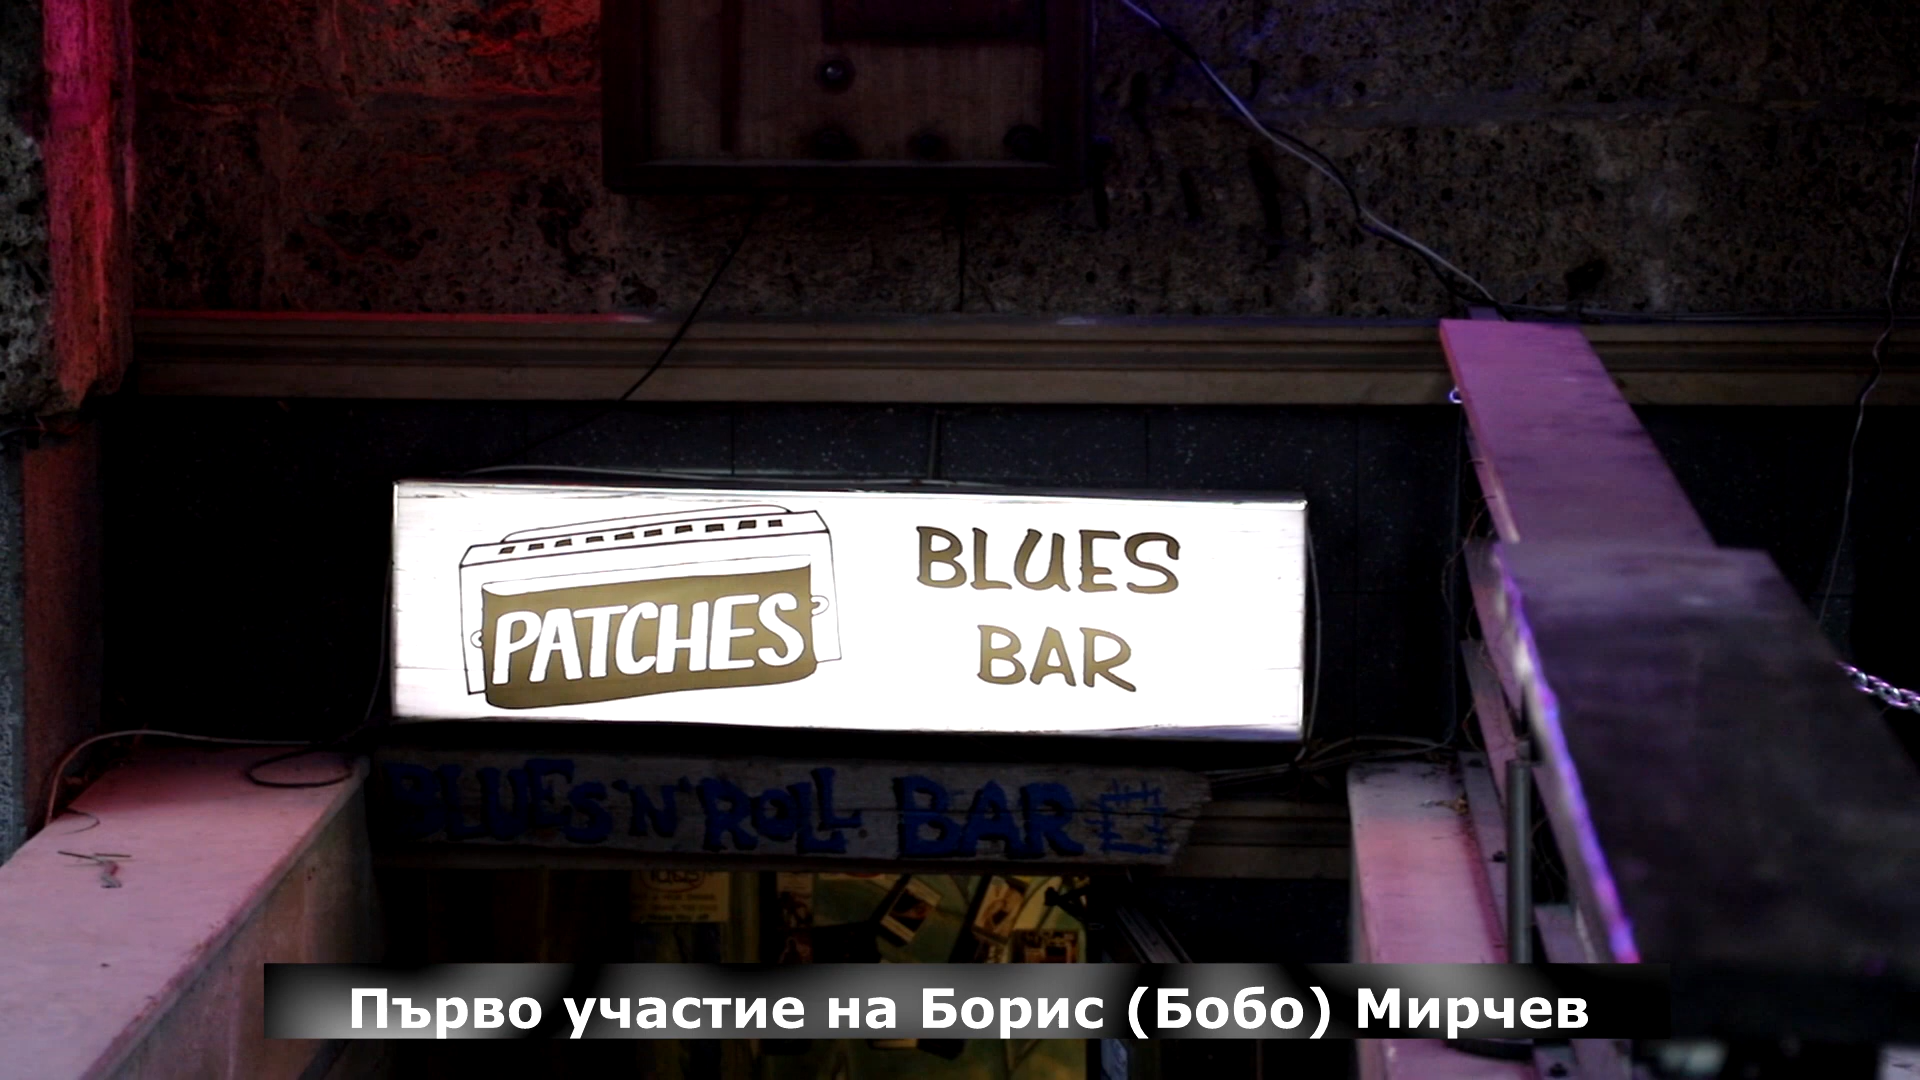 PATCHES
BLUES
BAR
BLUES 'N' ROLL BAR
Първо участие на Борис (Бобо) Мирчев